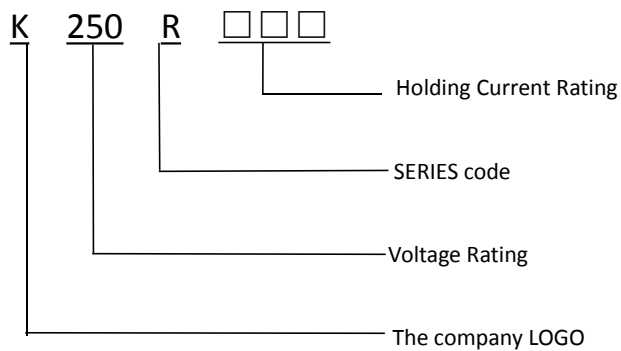 K 250 R □□□
Holding Current Rating
SERIES code
Voltage Rating
The company LOGO